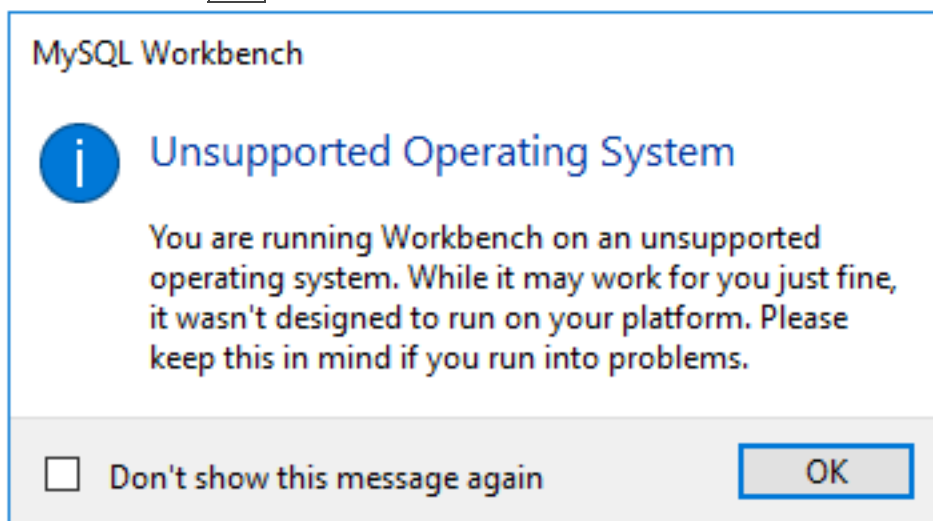 MySQL Workbench
Unsupported Operating System
You are running Workbench on an unsupported
operating system. While it may work for you just fine,
it wasn't designed to run on your platform. Please
keep this in mind if you run into problems.
Don't show this message again
OK